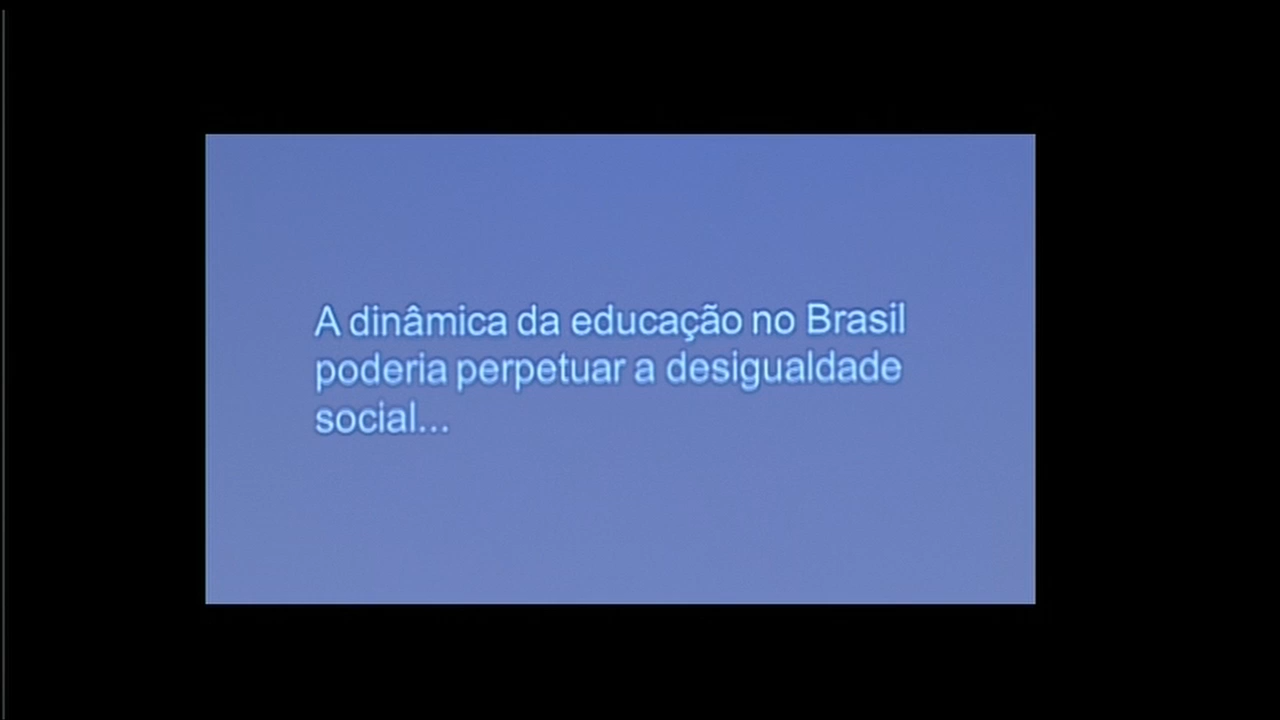 A dinâmica da educação no Brasil
poderia perpetuar a desigualdade
social...